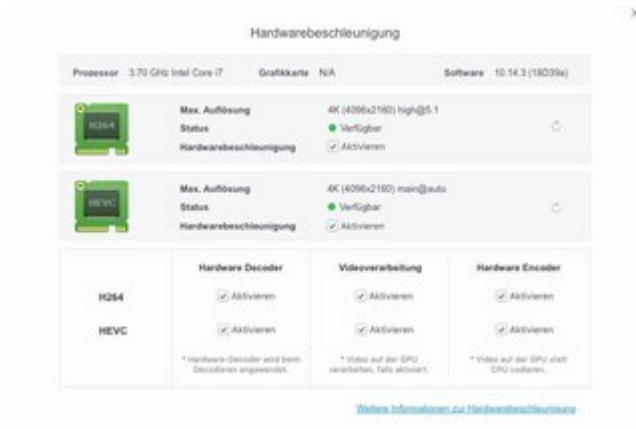 Hardwarebeschleunigung
Prozessor 3.70 GHz Intel Core i7 Grafikkarte N/A Software 10.14.3 (18D39a)
H264
Max. Auflösung 4K (4096x2160) high@5.1
Status Verfügbar
Hardwarebeschleunigung Aktivieren
HEVC
Max. Auflösung 4K (4096x2160) main@auto
Status Verfügbar
Hardwarebeschleunigung Aktivieren
Hardware Decoder Videoverarbeitung Hardware Encoder
H264 Aktivieren Aktivieren Aktivieren
HEVC Aktivieren Aktivieren Aktivieren
* Hardware-Decoder wird beim Decodieren angewendet.
* Video auf der GPU verarbeiten, falls aktiviert.
* Video auf der GPU statt CPU codieren.
Weitere Informationen zur Hardwarebeschleunigung